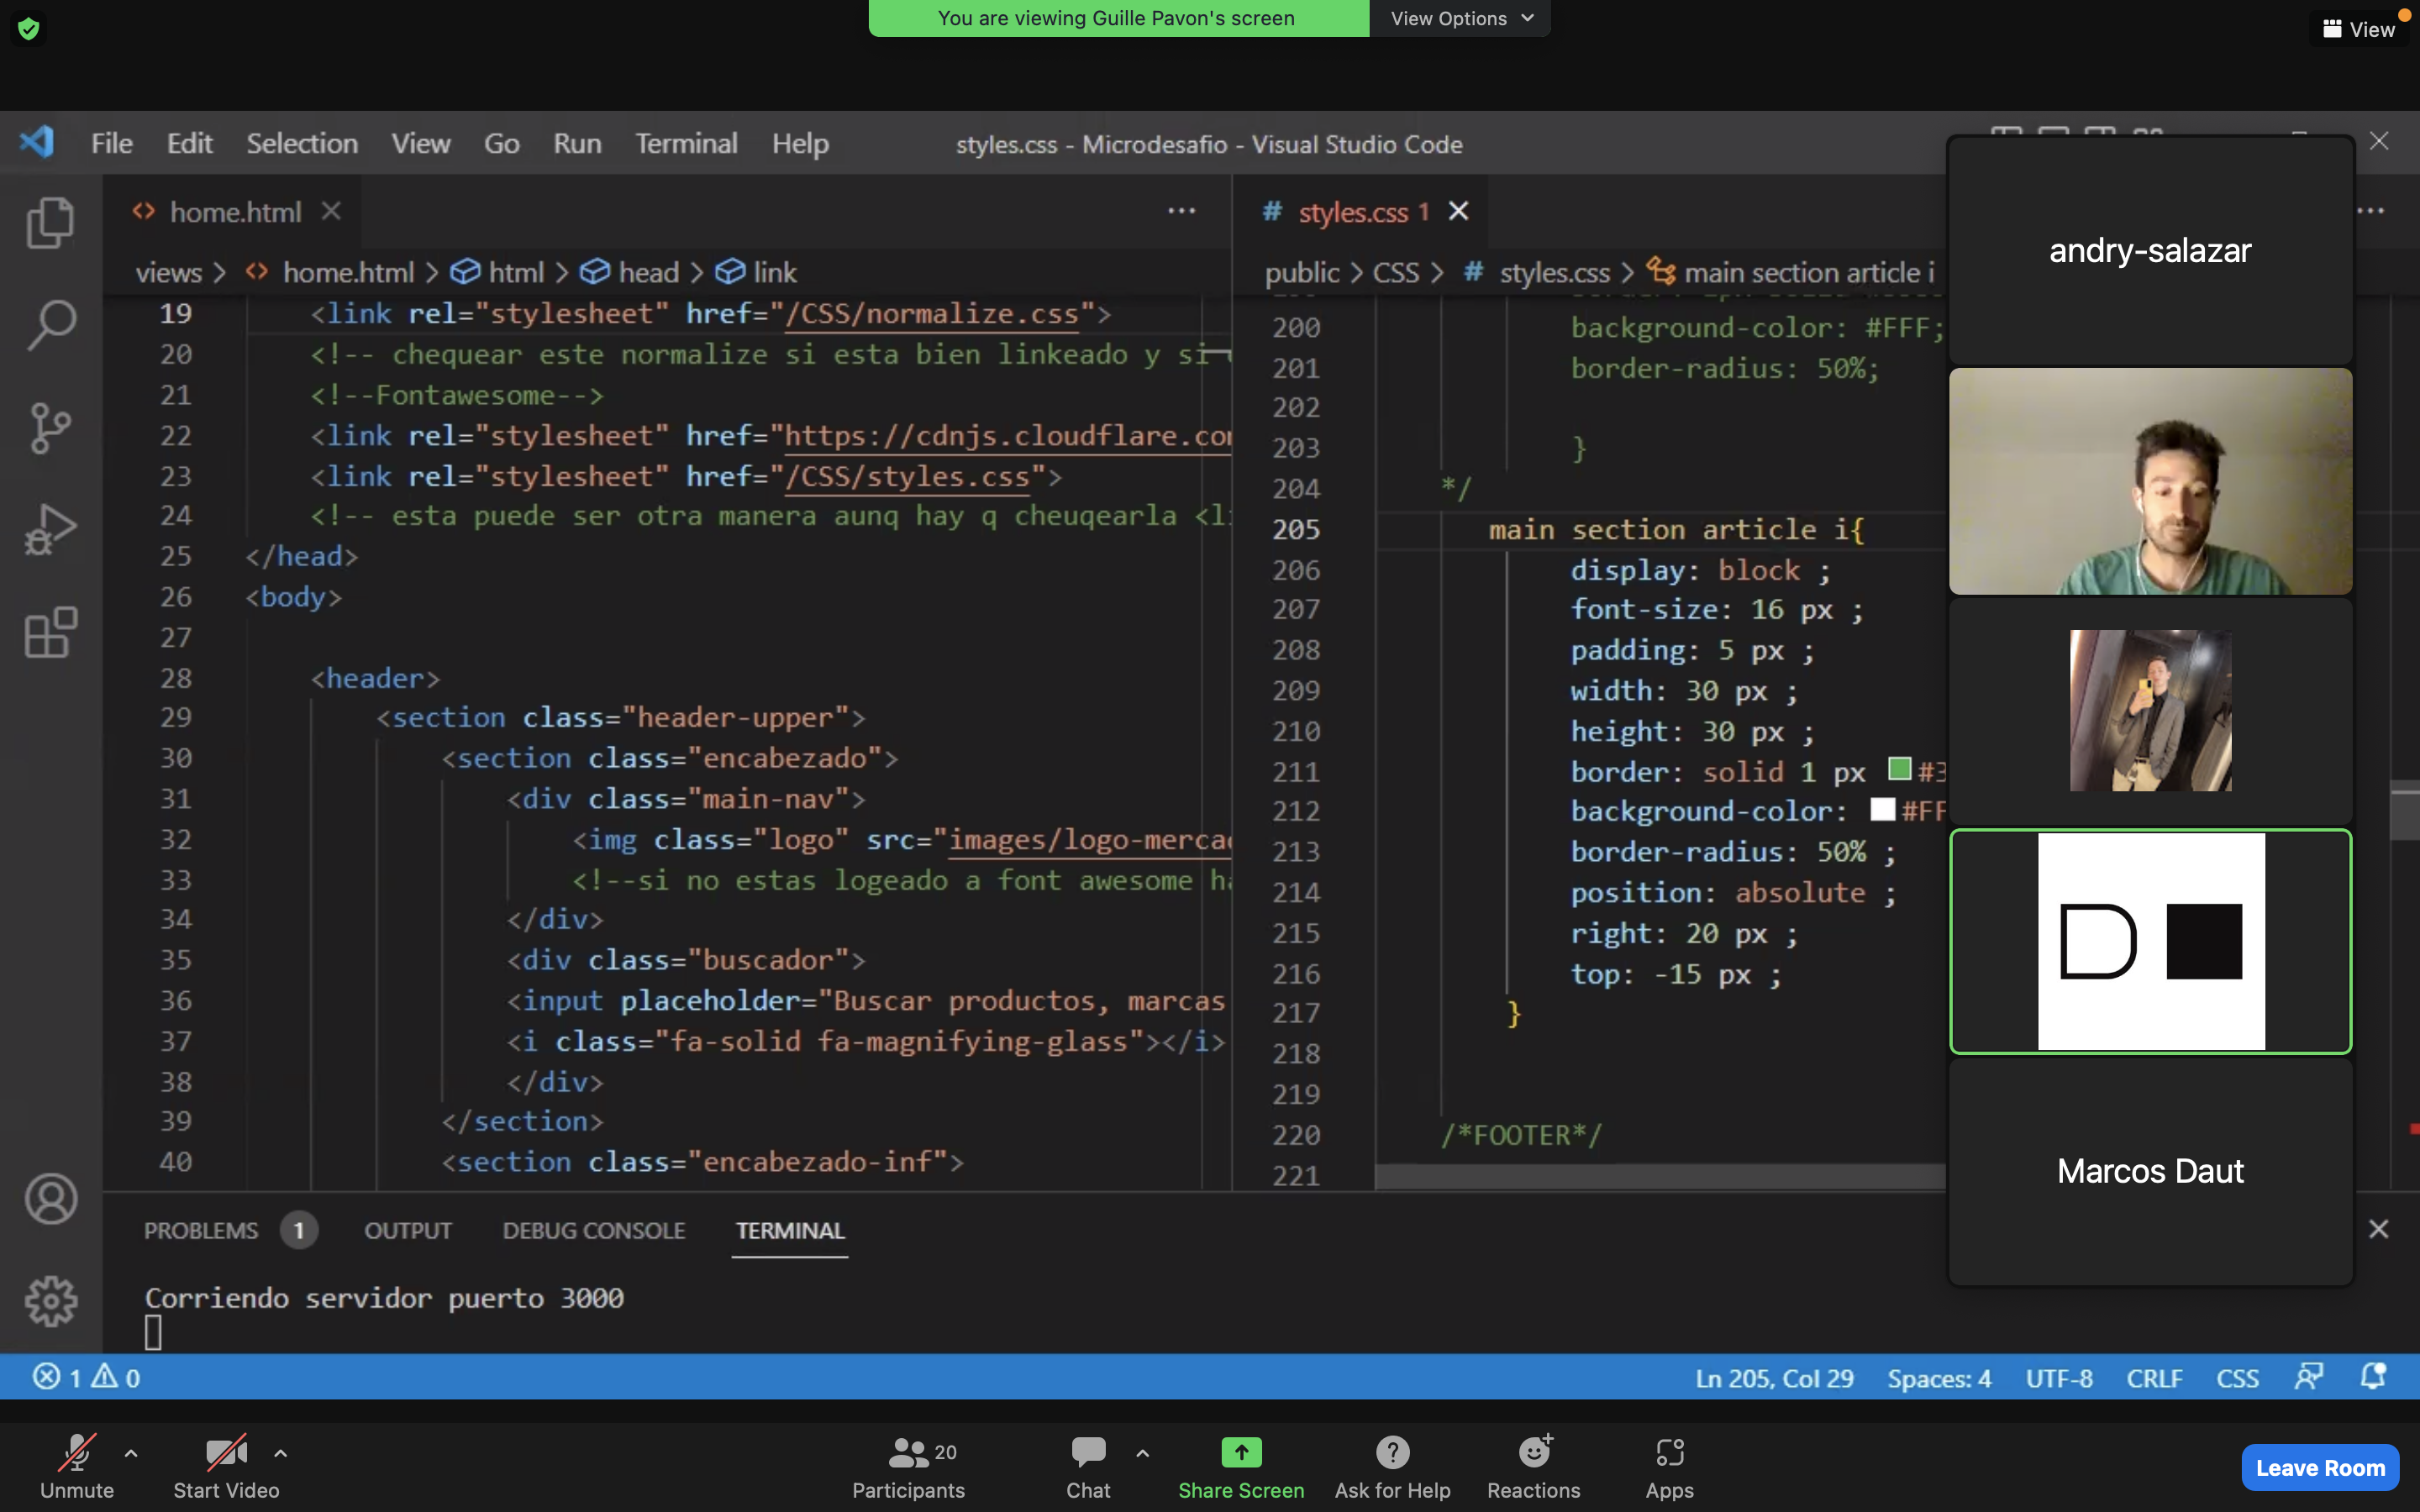 You are viewing Guille Pavon's screen
View Options
View
File Edit Selection View Go Run Terminal Help
styles.css - Microdesafio - Visual Studio Code
home.html
views > home.html > html > head > link
19 <link rel="stylesheet" href="/CSS/normalize.css">
20 <!-- chequear este normalize si esta bien linkeado y si
21 <!--Fontawesome-->
22 <link rel="stylesheet" href="https://cdnjs.cloudflare.co
23 <link rel="stylesheet" href="/CSS/styles.css">
24 <!-- esta puede ser otra manera aunq hay q cheuqearla <l
25 </head>
26 <body>
27
28 <header>
29 <section class="header-upper">
30 <section class="encabezado">
31 <div class="main-nav">
32 <img class="logo" src="images/logo-merca
33 <!--si no estas logeado a font awesome h
34 </div>
35 <div class="buscador">
36 <input placeholder="Buscar productos, marcas
37 <i class="fa-solid fa-magnifying-glass"></i>
38 </div>
39 </section>
40 <section class="encabezado-inf">
# styles.css 1
public > CSS > # styles.css > main section article i
200 background-color: #FFF;
201 border-radius: 50%;
202
203 }
204 */
205 main section article i{
206 display: block ;
207 font-size: 16 px ;
208 padding: 5 px ;
209 width: 30 px ;
210 height: 30 px ;
211 border: solid 1 px #3
212 background-color: #FF
213 border-radius: 50% ;
214 position: absolute ;
215 right: 20 px ;
216 top: -15 px ;
217 }
218
219
220 /*FOOTER*/
221
andry-salazar
Marcos Daut
PROBLEMS 1 OUTPUT DEBUG CONSOLE TERMINAL
Corriendo servidor puerto 3000
1 0
Ln 205, Col 29 Spaces: 4 UTF-8 CRLF CSS
Unmute
Start Video
20
Participants
Chat
Share Screen
Ask for Help
Reactions
Apps
Leave Room